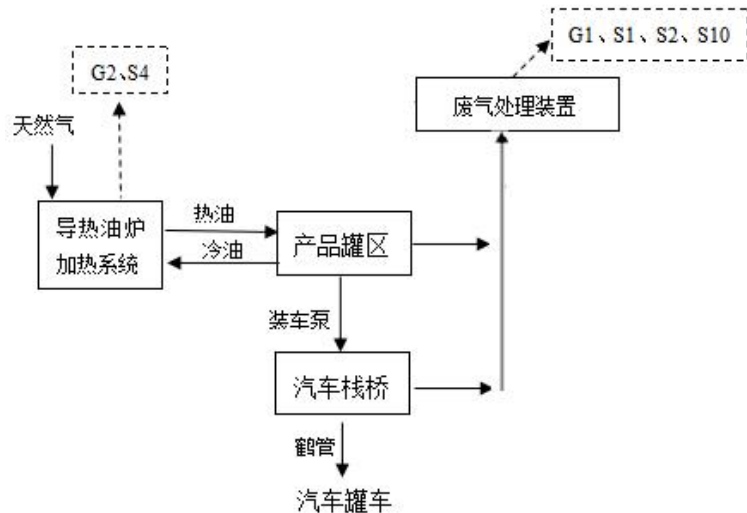 G1、S1、S2、S10
G2、S4
废气处理装置
天然气
导热油炉
加热系统
热油
冷油
产品罐区
装车泵
汽车栈桥
鹤管
汽车罐车